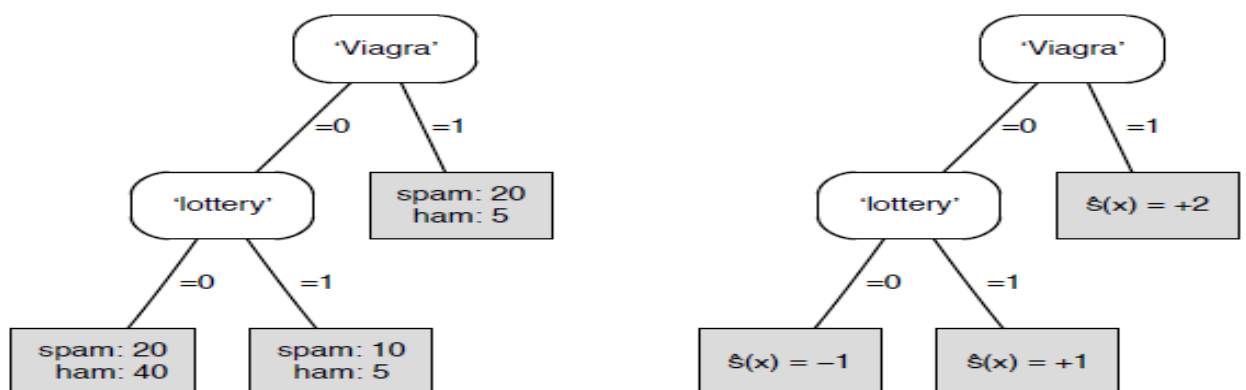 ‘Viagra’
=0
=1
‘lottery’
spam: 20
ham: 5
=0
=1
spam: 20
ham: 40
spam: 10
ham: 5
‘Viagra’
=0
=1
‘lottery’
ŝ(x) = +2
=0
=1
ŝ(x) = −1
ŝ(x) = +1